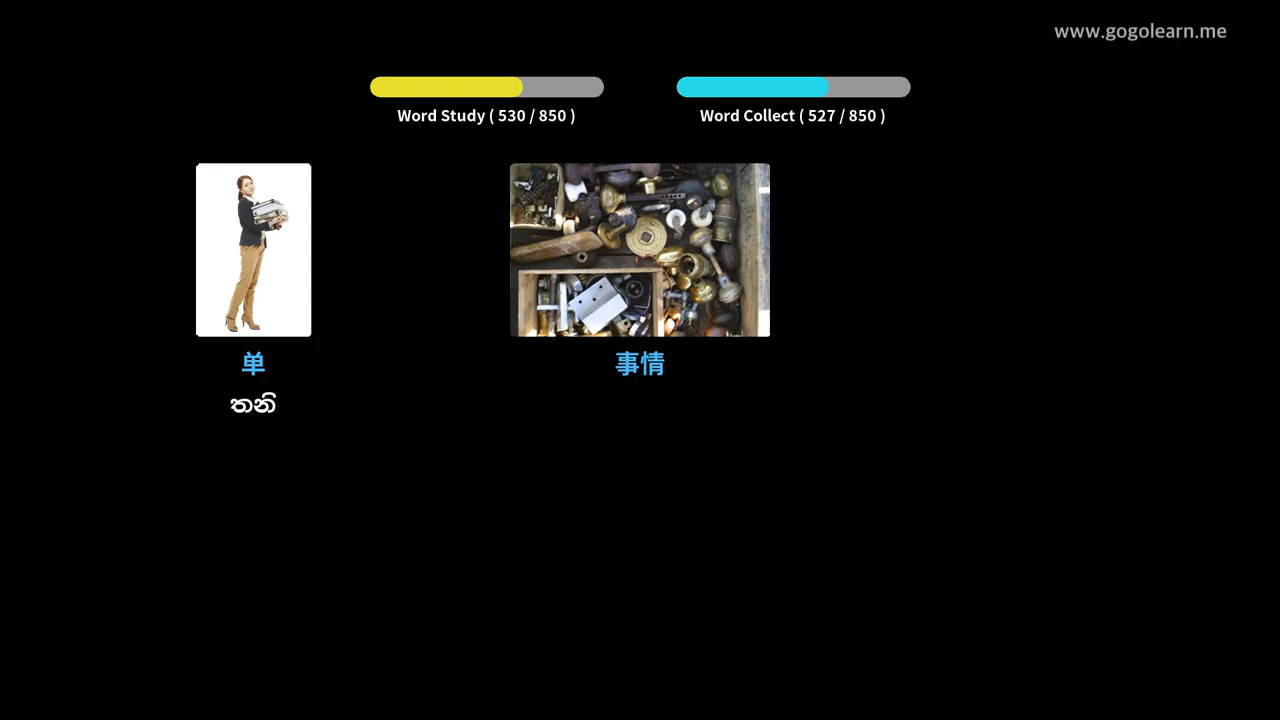 www.gogolearn.me
Word Study ( 530 / 850 )
Word Collect ( 527 / 850 )
单
事情
තනි